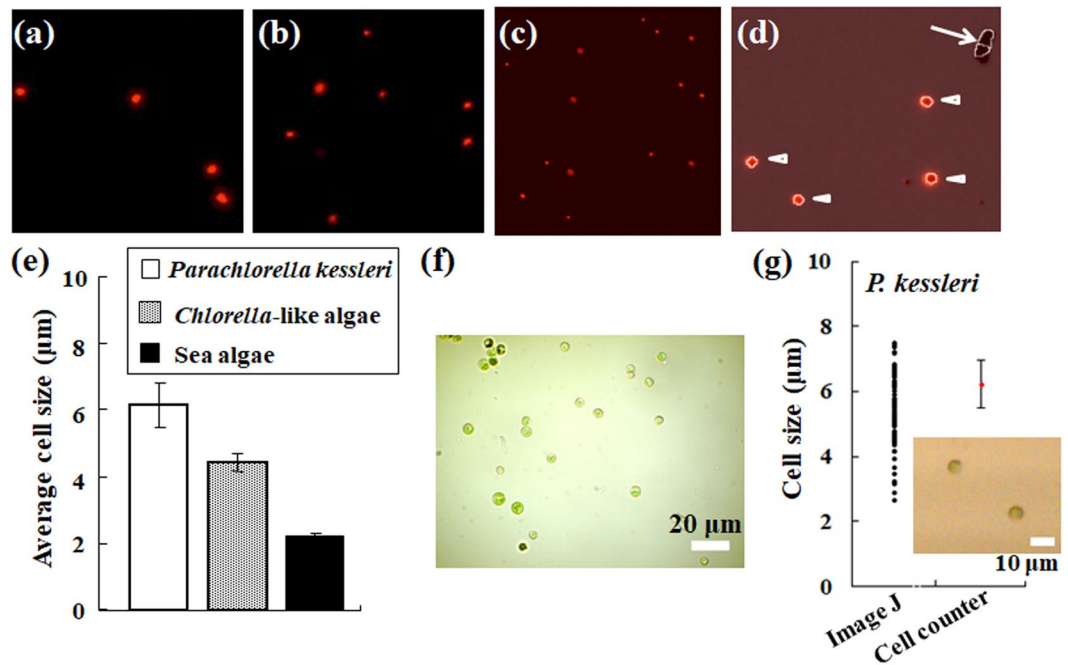 (a)
(b)
(c)
(d)
(e)
Average cell size (μm)
10
8
6
4
2
0
Parachlorella kessleri
Chlorella-like algae
Sea algae
(f)
20 μm
(g)
P. kessleri
Cell size (μm)
10
8
6
4
2
0
10 μm
Image J
Cell counter